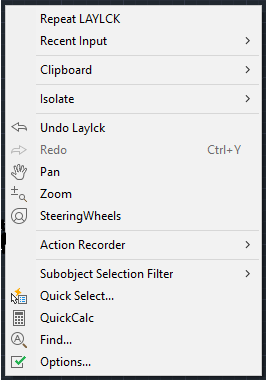 Repeat LAYLCK
Recent Input
Clipboard
Isolate
Undo Laylck
Redo Ctrl+Y
Pan
Zoom
SteeringWheels
Action Recorder
Subobject Selection Filter
Quick Select...
QuickCalc
Find...
Options...